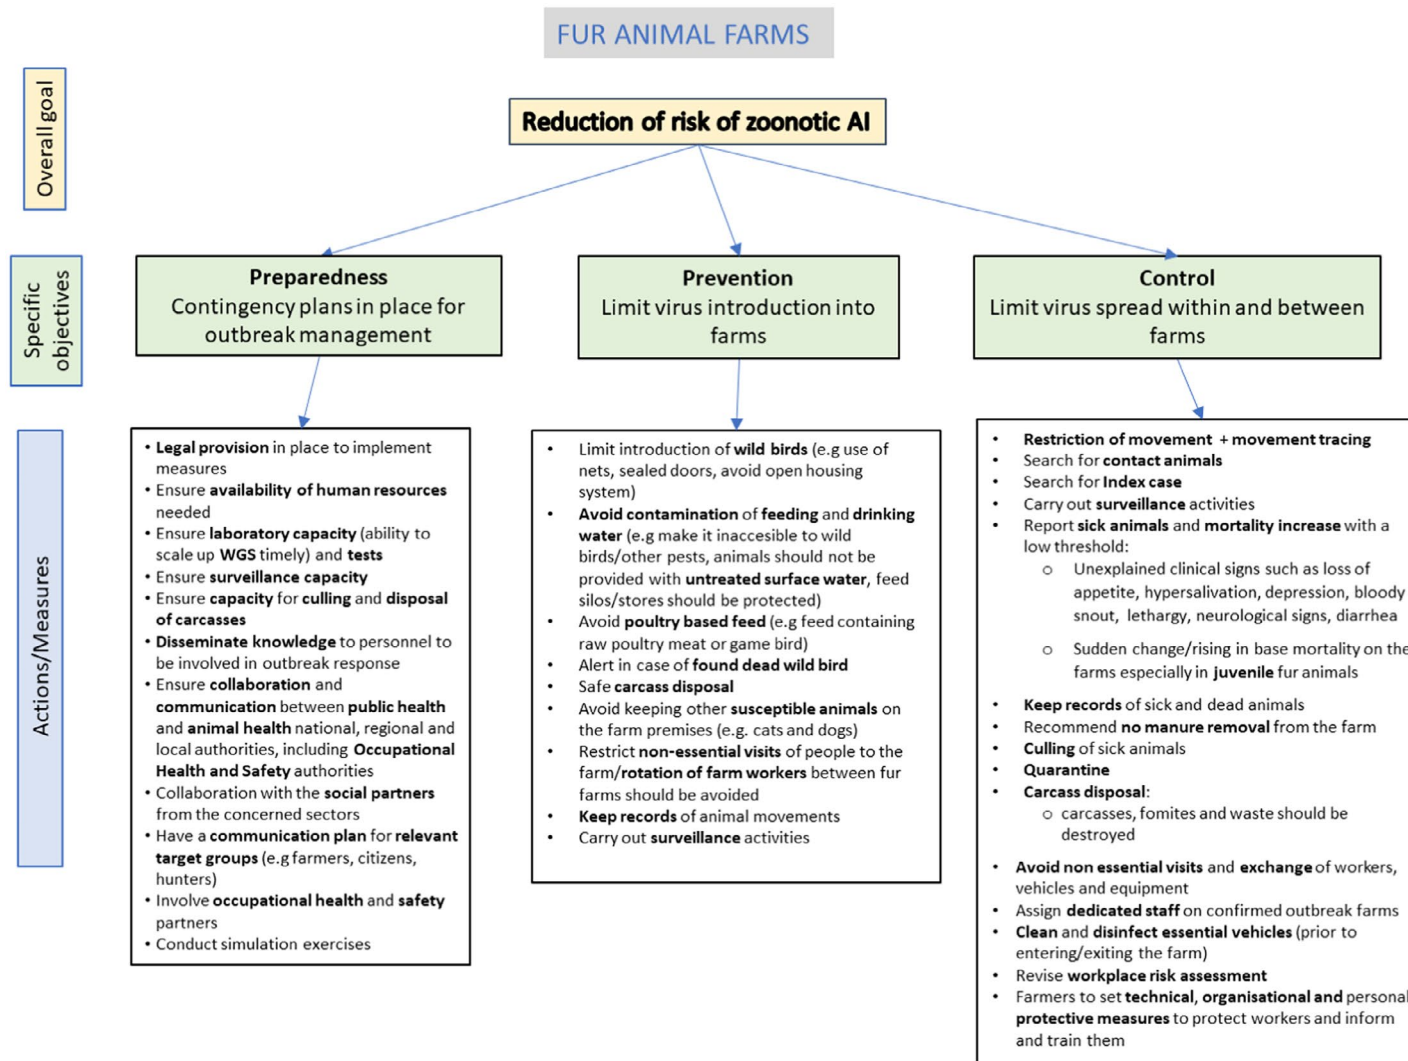 FUR ANIMAL FARMS
Overall goal
Reduction of risk of zoonotic AI
Specific
objectives
Preparedness
Contingency plans in place for
outbreak management
Prevention
Limit virus introduction into
farms
Control
Limit virus spread within and between
farms
Actions/Measures
• Legal provision in place to implement
measures
• Ensure availability of human resources
needed
• Ensure laboratory capacity (ability to
scale up WGS timely) and tests
• Ensure surveillance capacity
• Ensure capacity for culling and disposal
of carcasses
• Disseminate knowledge to personnel to
be involved in outbreak response
• Ensure collaboration and
communication between public health
and animal health national, regional and
local authorities, including Occupational
Health and Safety authorities
• Collaboration with the social partners
from the concerned sectors
• Have a communication plan for relevant
target groups (e.g farmers, citizens,
hunters)
• Involve occupational health and safety
partners
• Conduct simulation exercises
• Limit introduction of wild birds (e.g use of
nets, sealed doors, avoid open housing
system)
• Avoid contamination of feeding and drinking
water (e.g make it inaccesible to wild
birds/other pests, animals should not be
provided with untreated surface water, feed
silos/stores should be protected)
• Avoid poultry based feed (e.g feed containing
raw poultry meat or game bird)
• Alert in case of found dead wild bird
• Safe carcass disposal
• Avoid keeping other susceptible animals on
the farm premises (e.g. cats and dogs)
• Restrict non-essential visits of people to the
farm/rotation of farm workers between fur
farms should be avoided
• Keep records of animal movements
• Carry out surveillance activities
• Restriction of movement + movement tracing
• Search for contact animals
• Search for Index case
• Carry out surveillance activities
• Report sick animals and mortality increase with a
low threshold:
o Unexplained clinical signs such as loss of
appetite, hypersalivation, depression, bloody
snout, lethargy, neurological signs, diarrhea
o Sudden change/rising in base mortality on the
farms especially in juvenile fur animals
• Keep records of sick and dead animals
• Recommend no manure removal from the farm
• Culling of sick animals
• Quarantine
• Carcass disposal:
o carcasses, fomites and waste should be
destroyed
• Avoid non essential visits and exchange of workers,
vehicles and equipment
• Assign dedicated staff on confirmed outbreak farms
• Clean and disinfect essential vehicles (prior to
entering/exiting the farm)
• Revise workplace risk assessment
• Farmers to set technical, organisational and personal
protective measures to protect workers and inform
and train them